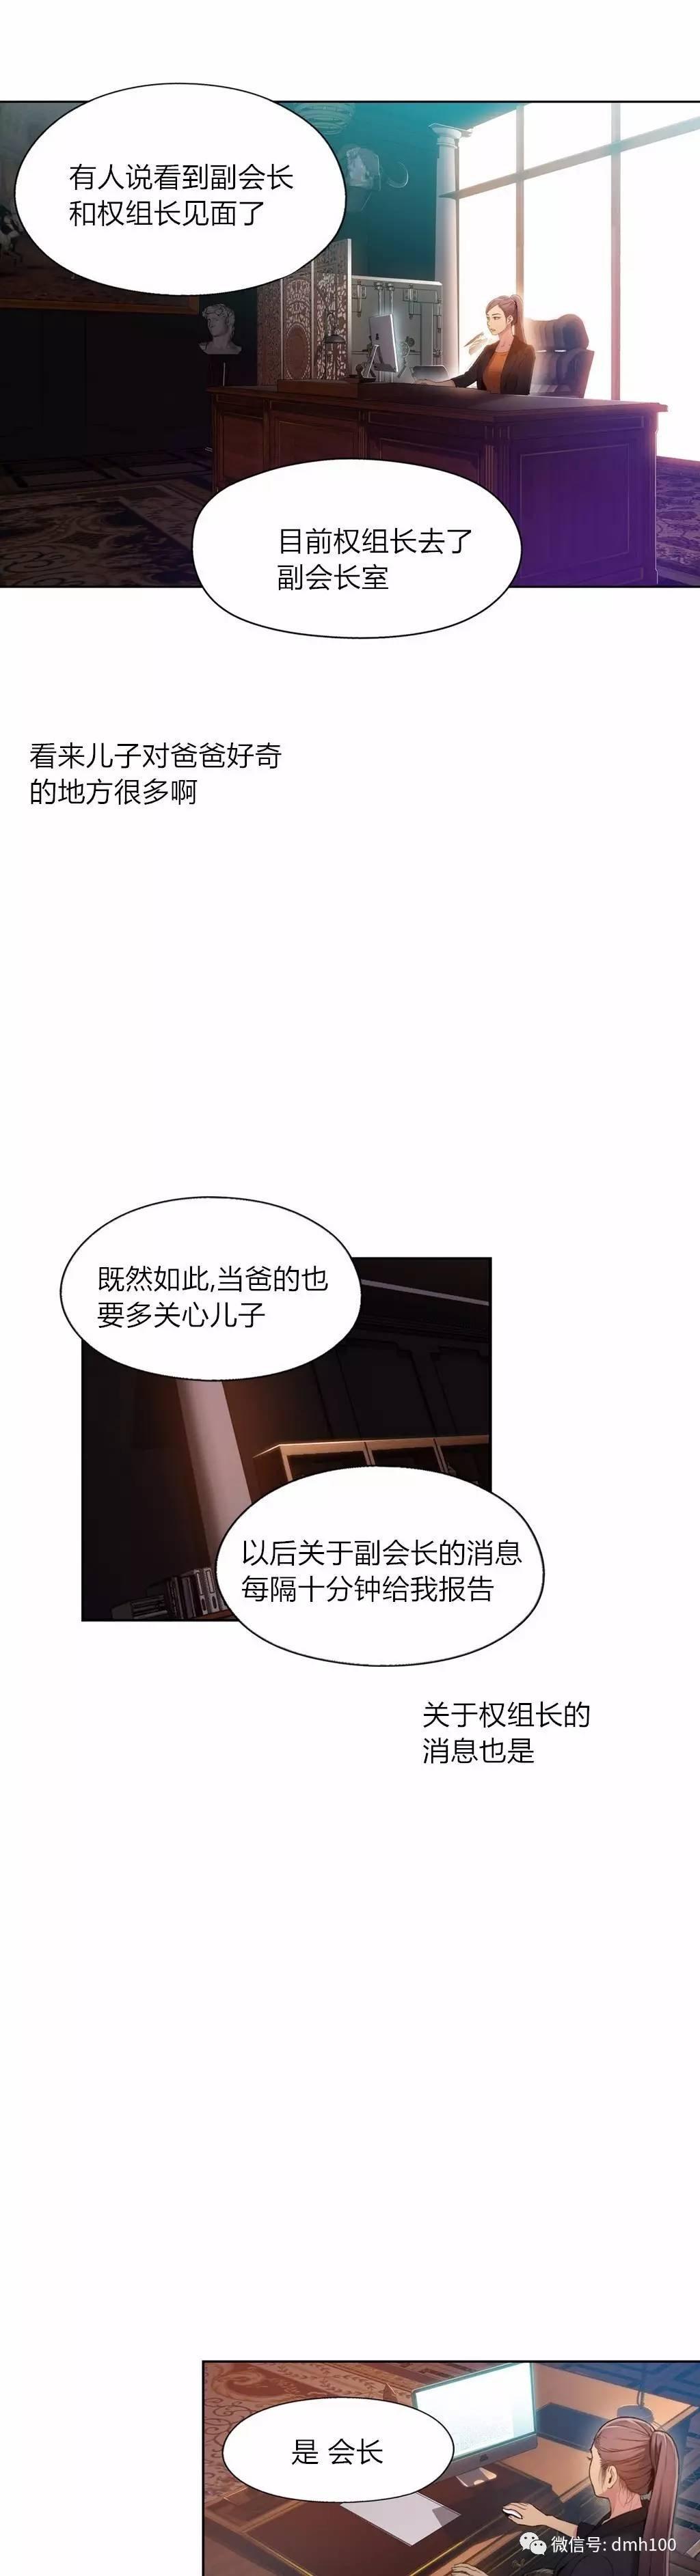 有人说看到副会长
和权组长见面了
目前权组长去了
副会长室
看来儿子对爸爸好奇
的地方很多啊
既然如此,当爸的也
要多关心儿子
以后关于副会长的消息
每隔十分钟给我报告
关于权组长的
消息也是
是 会长
微信号: dmh100